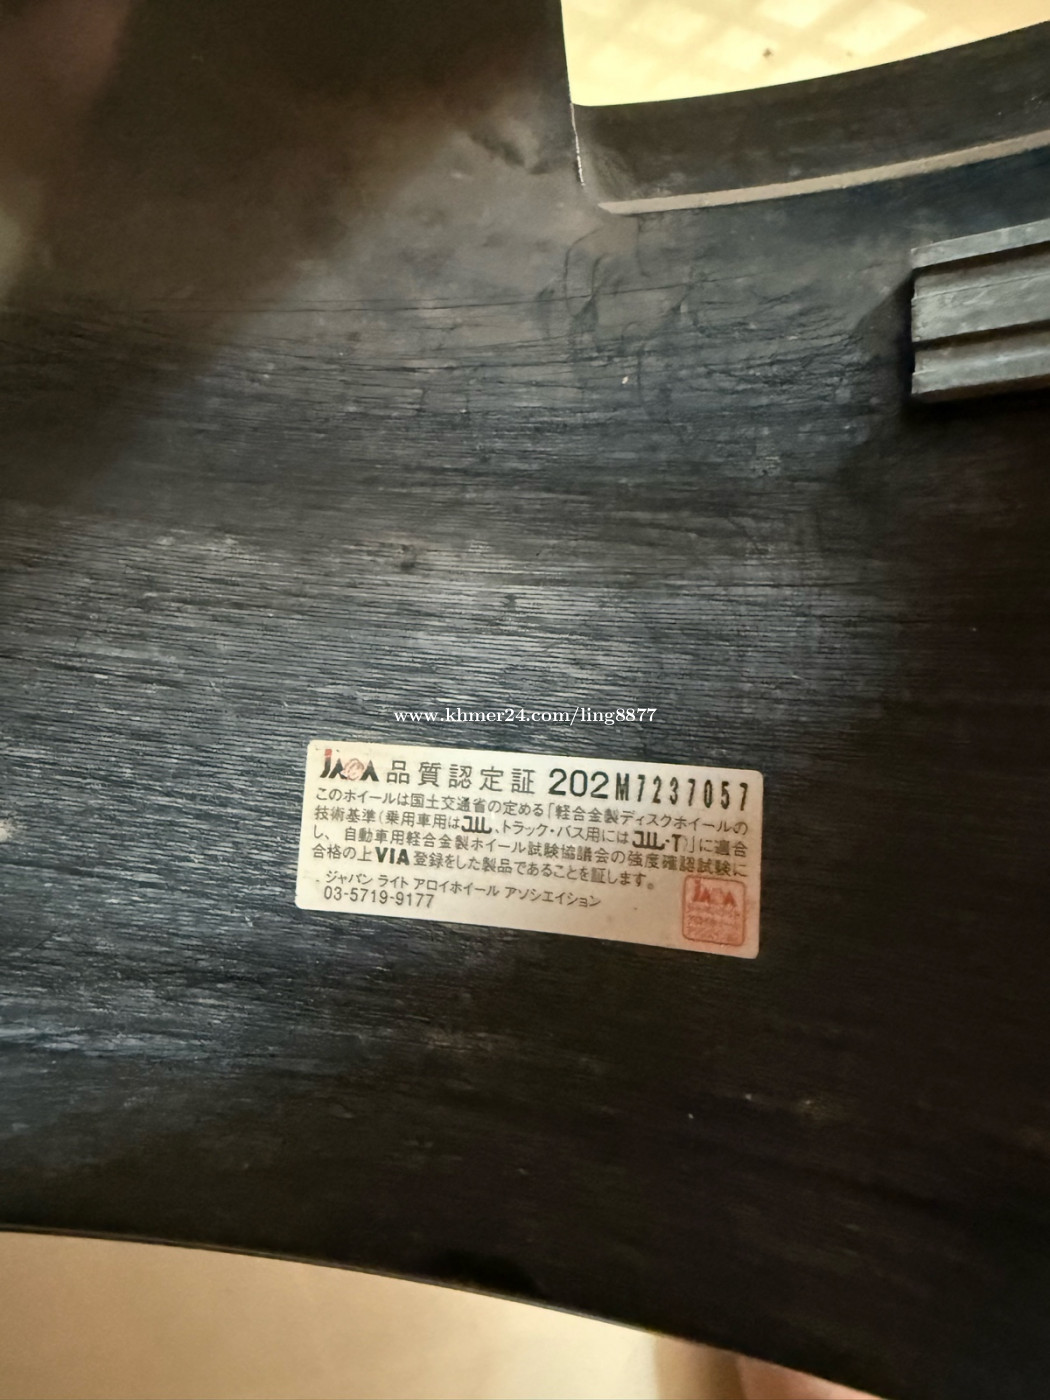 www.khmer24.com/ling8877
JAWA 品質認定証 202M7237057
このホイールは国土交通省の定める「軽合金製ディスクホイールの
技術基準(乗用車用はJWL、トラック・バス用にはJWL-T)」に適合
し、自動車用軽合金製ホイール試験協議会の強度確認試験に
合格の上VIA登録をした製品であることを証します。
ジャパン ライト アロイホイール アソシエイション
03-5719-9177
JAWA